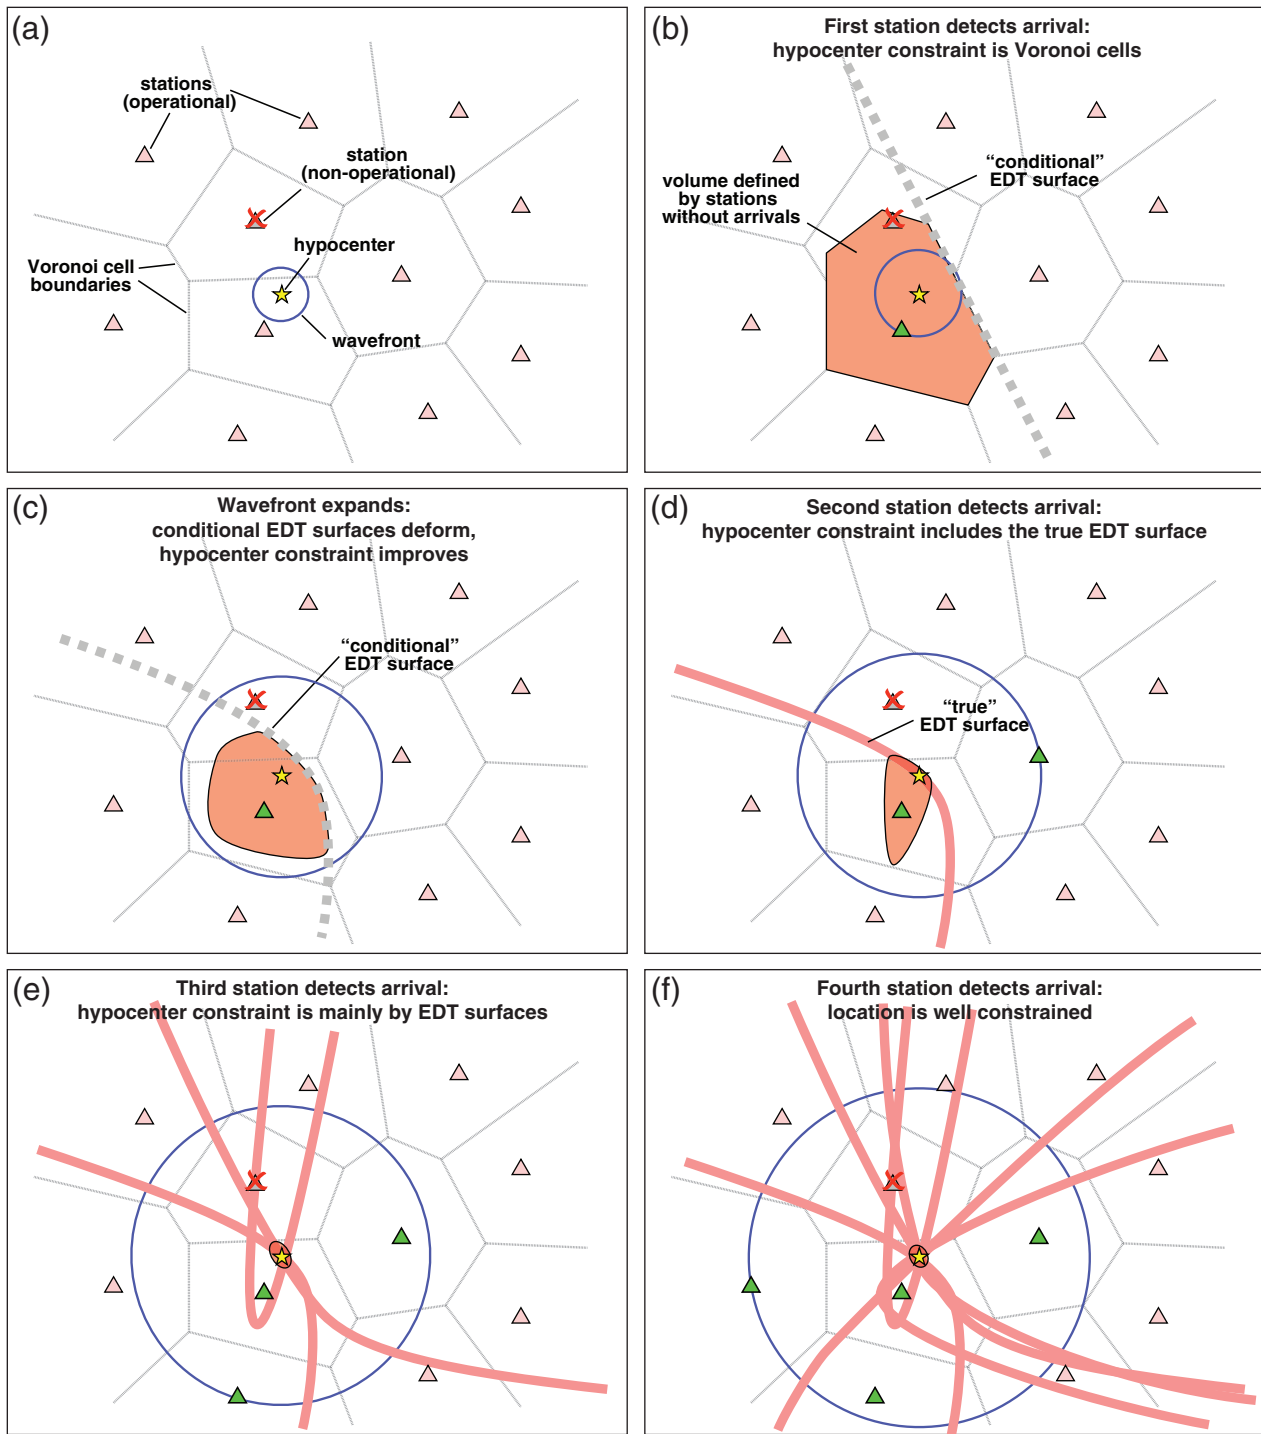 (a)
stations
(operational)
station
(non-operational)
hypocenter
Voronoi cell
boundaries
wavefront
(b)
First station detects arrival:
hypocenter constraint is Voronoi cells
“conditional”
EDT surface
volume defined
by stations
without arrivals
(c)
Wavefront expands:
conditional EDT surfaces deform,
hypocenter constraint improves
“conditional”
EDT surface
(d)
Second station detects arrival:
hypocenter constraint includes the true EDT surface
“true”
EDT surface
(e)
Third station detects arrival:
hypocenter constraint is mainly by EDT surfaces
(f)
Fourth station detects arrival:
location is well constrained